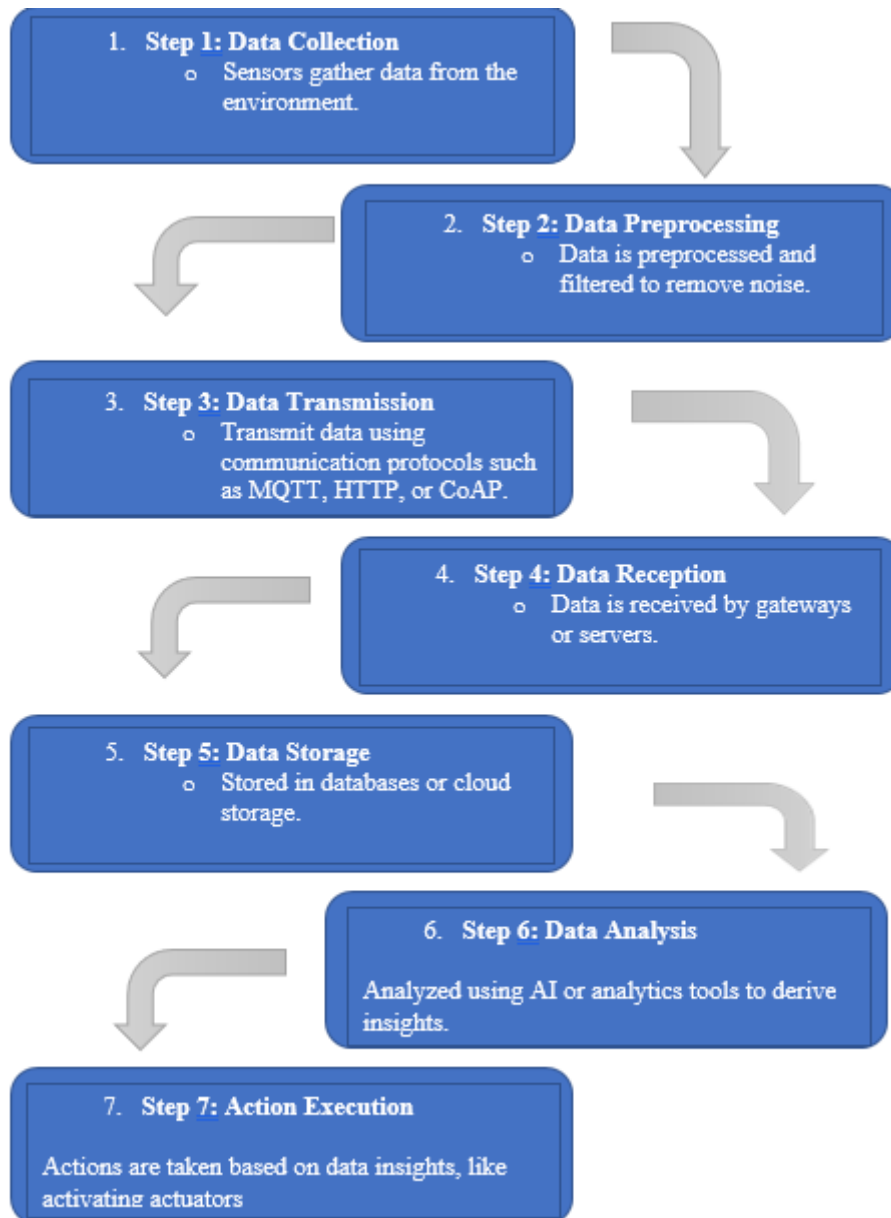 1. Step 1: Data Collection
o Sensors gather data from the
environment.
2. Step 2: Data Preprocessing
o Data is preprocessed and
filtered to remove noise.
3. Step 3: Data Transmission
o Transmit data using
communication protocols such
as MQTT, HTTP, or CoAP.
4. Step 4: Data Reception
o Data is received by gateways
or servers.
5. Step 5: Data Storage
o Stored in databases or cloud
storage.
6. Step 6: Data Analysis
Analyzed using AI or analytics tools to derive
insights.
7. Step 7: Action Execution
Actions are taken based on data insights, like
activating actuators